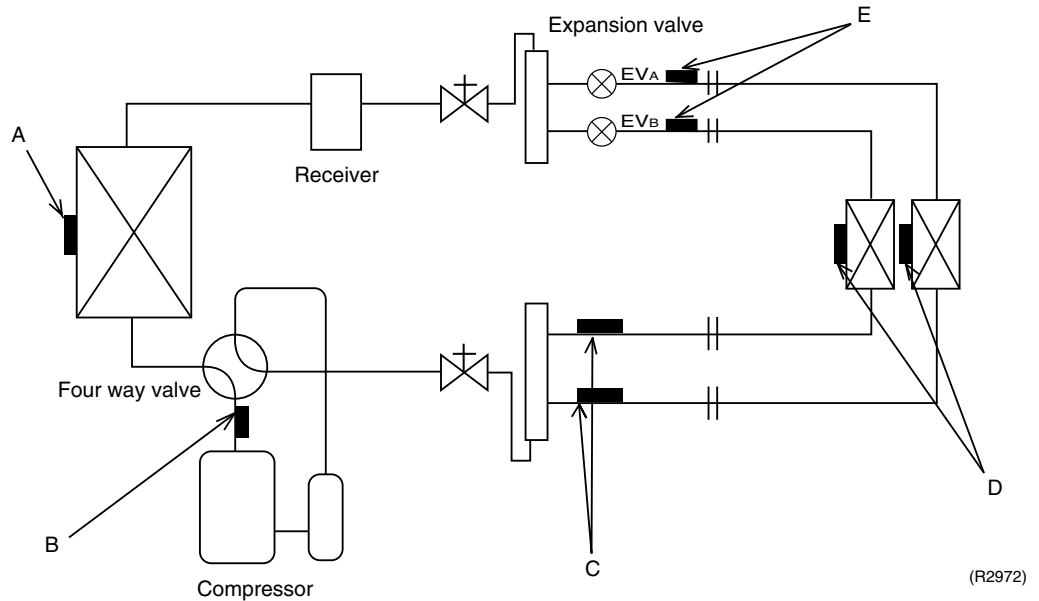 E
Expansion valve
EVA
A
EVB
Receiver
Four way valve
D
B
C
(R2972)
Compressor